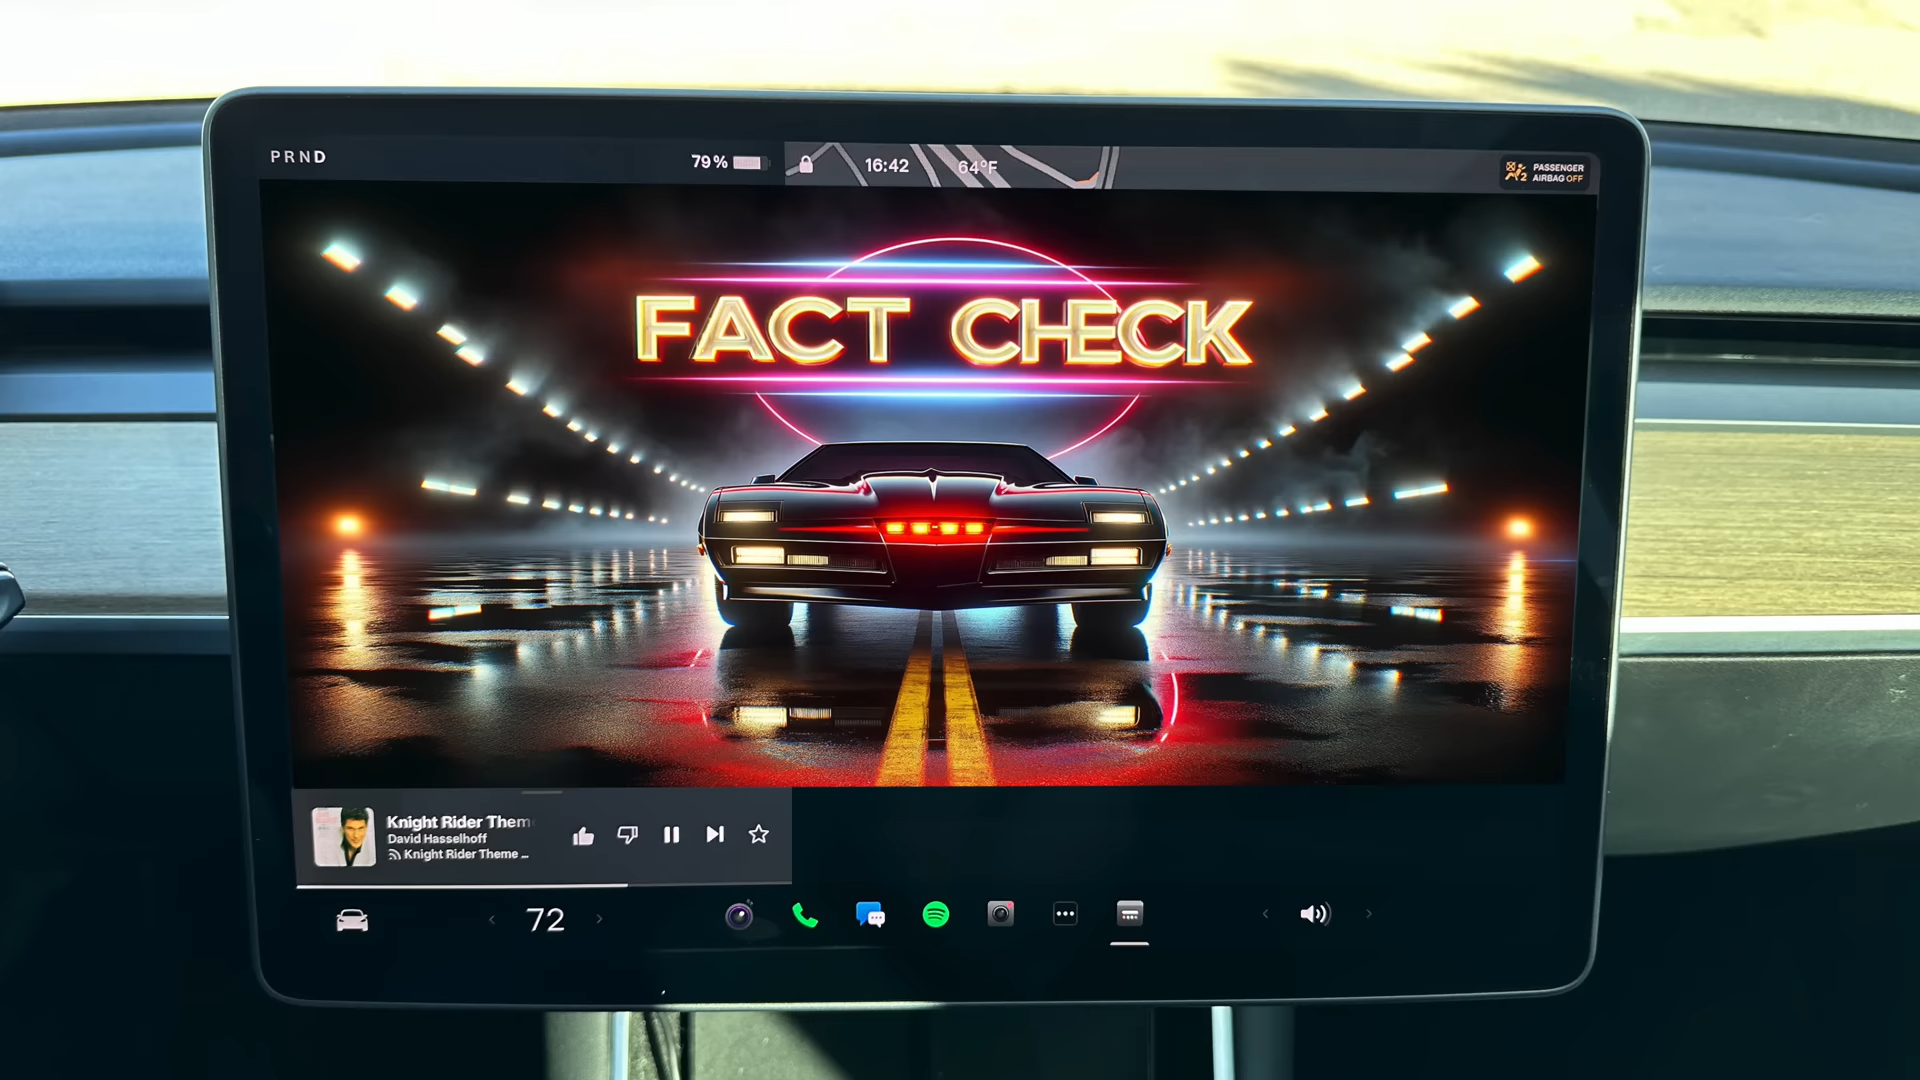 PRND
79%
16:42
64°F
PASSENGER
AIRBAG OFF
FACT CHECK
Knight Rider Them
David Hasselhoff
Knight Rider Theme ...
72